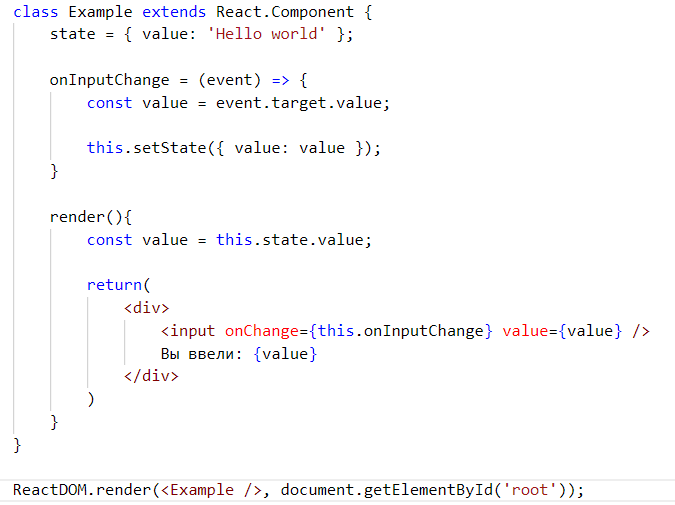 class Example extends React.Component {
    state = { value: 'Hello world' };

    onInputChange = (event) => {
        const value = event.target.value;

        this.setState({ value: value });
    }

    render(){
        const value = this.state.value;

        return(
            <div>
                <input onChange={this.onInputChange} value={value} />
                Вы ввели: {value}
            </div>
        )
    }
}

ReactDOM.render(<Example />, document.getElementById('root'));